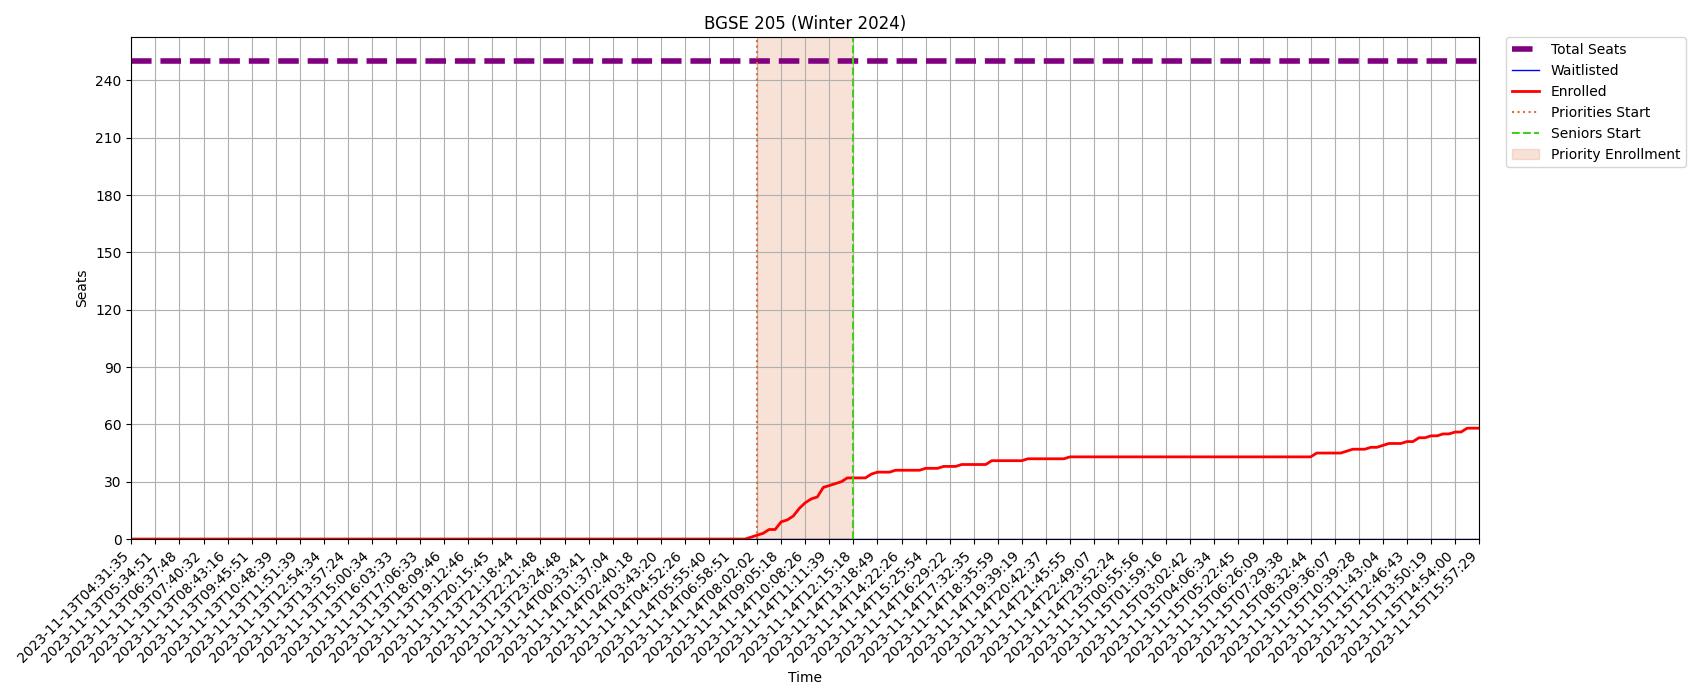 BGSE 205 (Winter 2024)
Total Seats
Waitlisted
Enrolled
Priorities Start
Seniors Start
Priority Enrollment
Seats
240
210
180
150
120
90
60
30
0
2023-11-13T04:31:35
2023-11-13T05:34:51
2023-11-13T06:37:48
2023-11-13T07:40:32
2023-11-13T08:43:16
2023-11-13T09:45:51
2023-11-13T10:48:39
2023-11-13T11:51:39
2023-11-13T12:54:34
2023-11-13T13:57:24
2023-11-13T15:00:34
2023-11-13T16:03:33
2023-11-13T17:06:33
2023-11-13T18:09:46
2023-11-13T19:12:46
2023-11-13T20:15:45
2023-11-13T21:18:44
2023-11-13T22:21:48
2023-11-13T23:24:48
2023-11-14T00:33:41
2023-11-14T01:37:04
2023-11-14T02:40:18
2023-11-14T03:43:20
2023-11-14T04:52:26
2023-11-14T05:55:40
2023-11-14T06:58:51
2023-11-14T08:02:02
2023-11-14T09:05:18
2023-11-14T10:08:26
2023-11-14T11:11:39
2023-11-14T12:15:18
2023-11-14T13:18:49
2023-11-14T14:22:26
2023-11-14T15:25:54
2023-11-14T16:29:22
2023-11-14T17:32:35
2023-11-14T18:35:59
2023-11-14T19:39:19
2023-11-14T20:42:37
2023-11-14T21:45:55
2023-11-14T22:49:07
2023-11-14T23:52:24
2023-11-15T00:55:56
2023-11-15T01:59:16
2023-11-15T03:02:42
2023-11-15T04:06:34
2023-11-15T05:22:45
2023-11-15T06:26:09
2023-11-15T07:29:38
2023-11-15T08:32:44
2023-11-15T09:36:07
2023-11-15T10:39:28
2023-11-15T11:43:04
2023-11-15T12:46:43
2023-11-15T13:50:19
2023-11-15T14:54:00
2023-11-15T15:57:29
Time